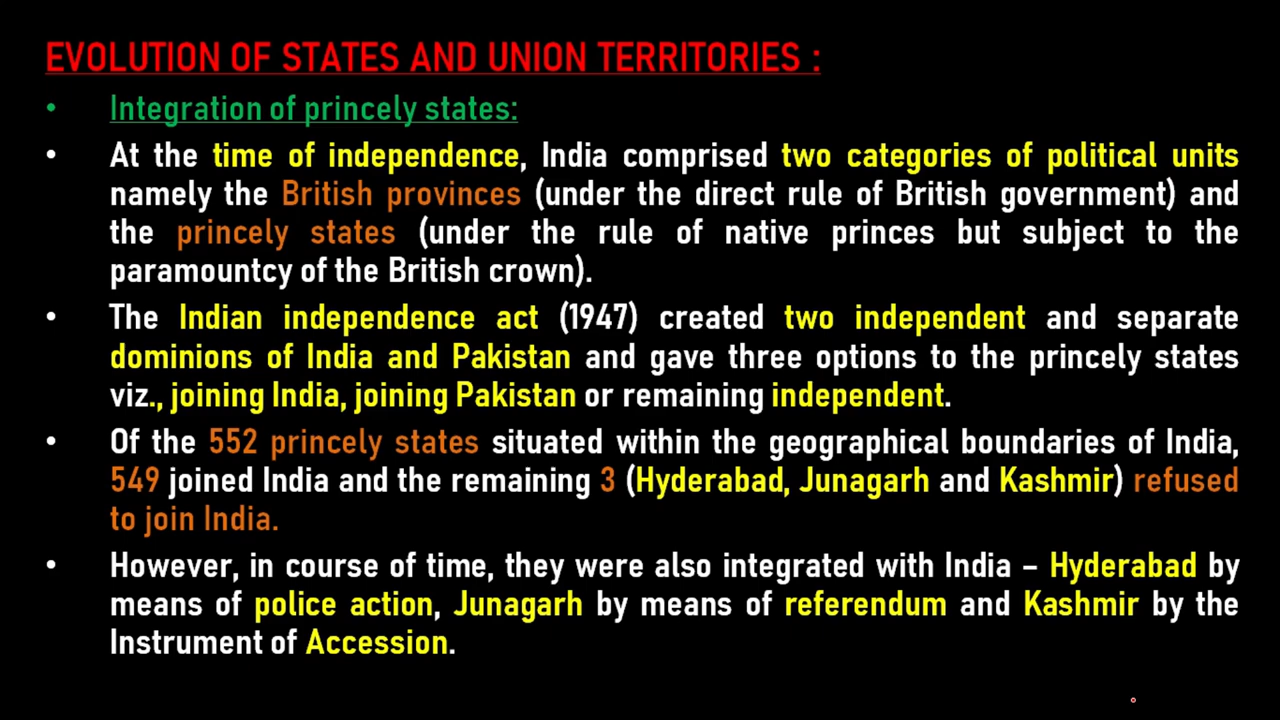 EVOLUTION OF STATES AND UNION TERRITORIES :
• Integration of princely states:
• At the time of independence, India comprised two categories of political units
namely the British provinces (under the direct rule of British government) and
the princely states (under the rule of native princes but subject to the
paramountcy of the British crown).
• The Indian independence act (1947) created two independent and separate
dominions of India and Pakistan and gave three options to the princely states
viz., joining India, joining Pakistan or remaining independent.
• Of the 552 princely states situated within the geographical boundaries of India,
549 joined India and the remaining 3 (Hyderabad, Junagarh and Kashmir) refused
to join India.
• However, in course of time, they were also integrated with India – Hyderabad by
means of police action, Junagarh by means of referendum and Kashmir by the
Instrument of Accession.